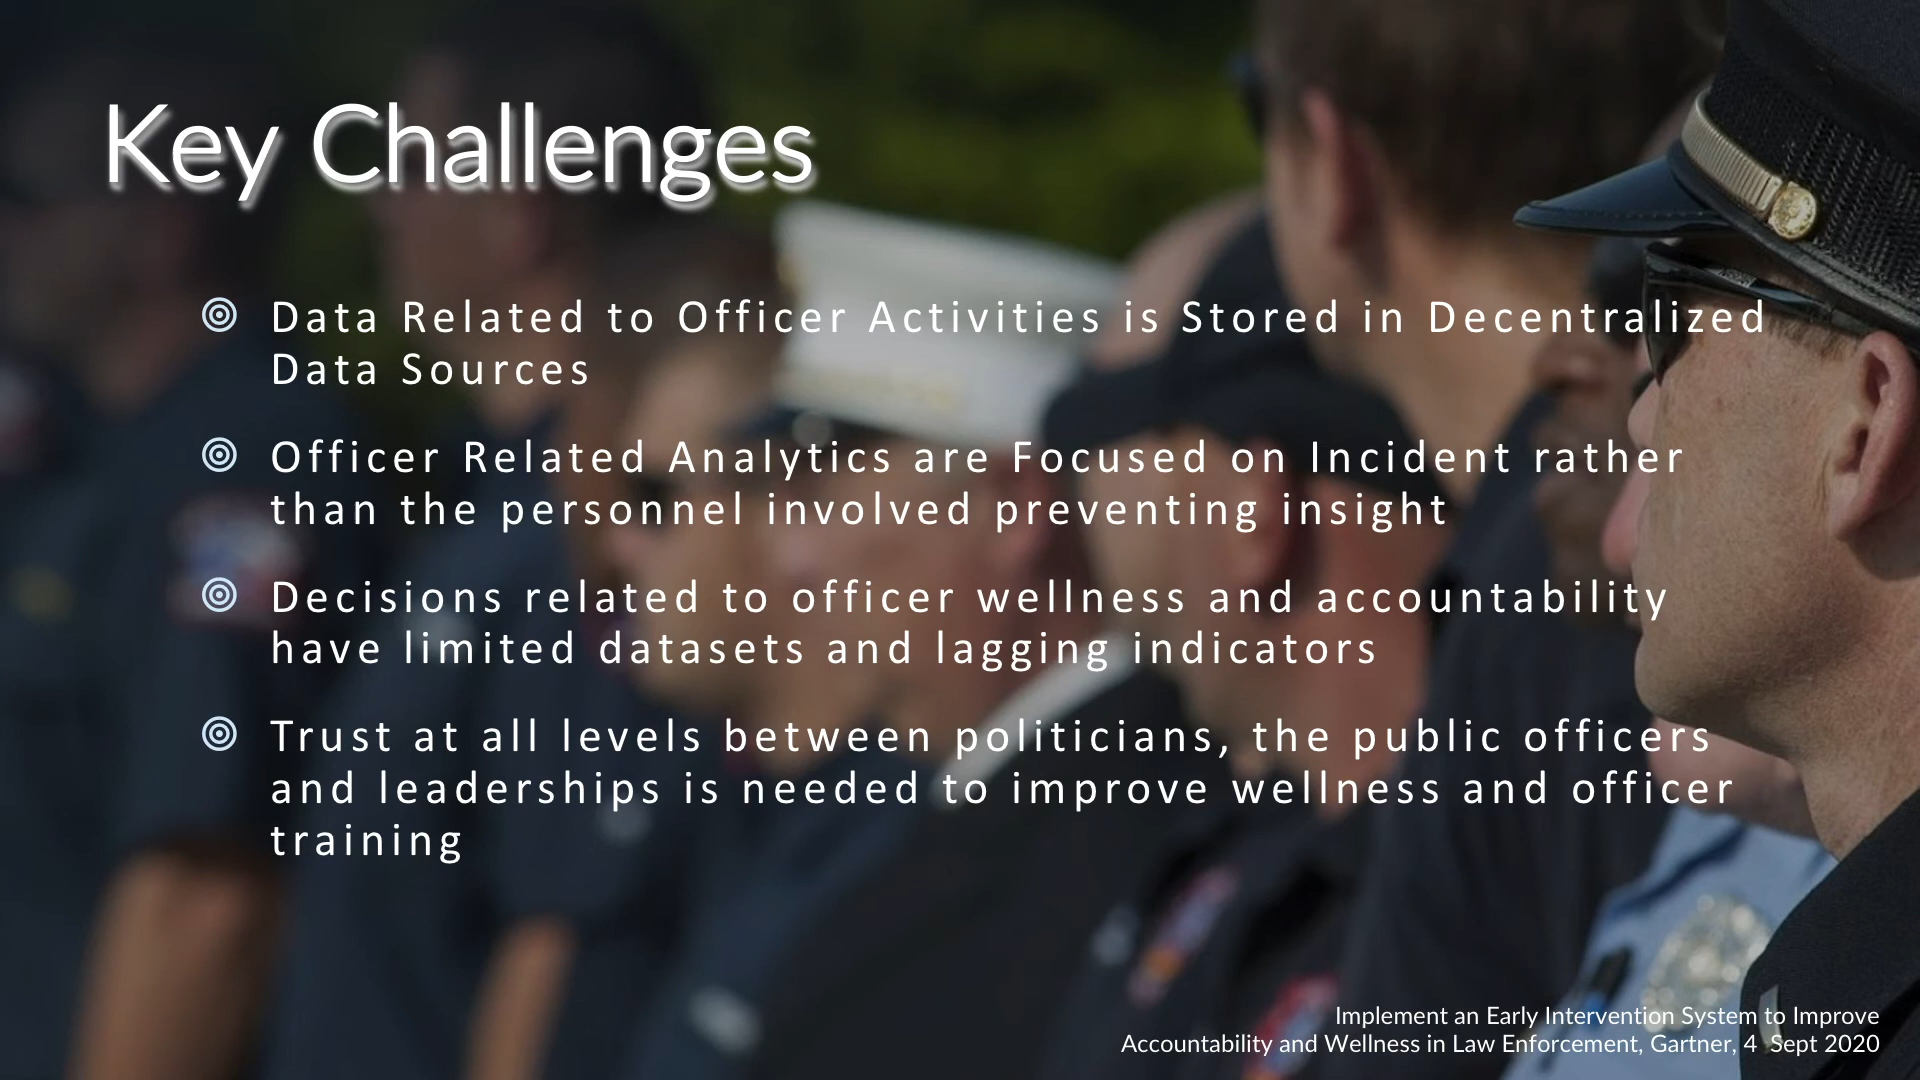 Key Challenges
Data Related to Officer Activities is Stored in Decentralized
Data Sources
Officer Related Analytics are Focused on Incident rather
than the personnel involved preventing insight
Decisions related to officer wellness and accountability
have limited datasets and lagging indicators
Trust at all levels between politicians, the public officers
and leaderships is needed to improve wellness and officer
training
Implement an Early Intervention System to Improve
Accountability and Wellness in Law Enforcement, Gartner, 4 Sept 2020